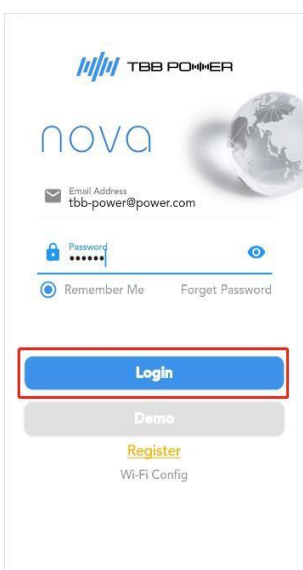 TBB POWER
nova
Email Address
tbb-power@power.com
Password
••••••
Remember Me Forget Password
Login
Demo
Register
Wi-Fi Config